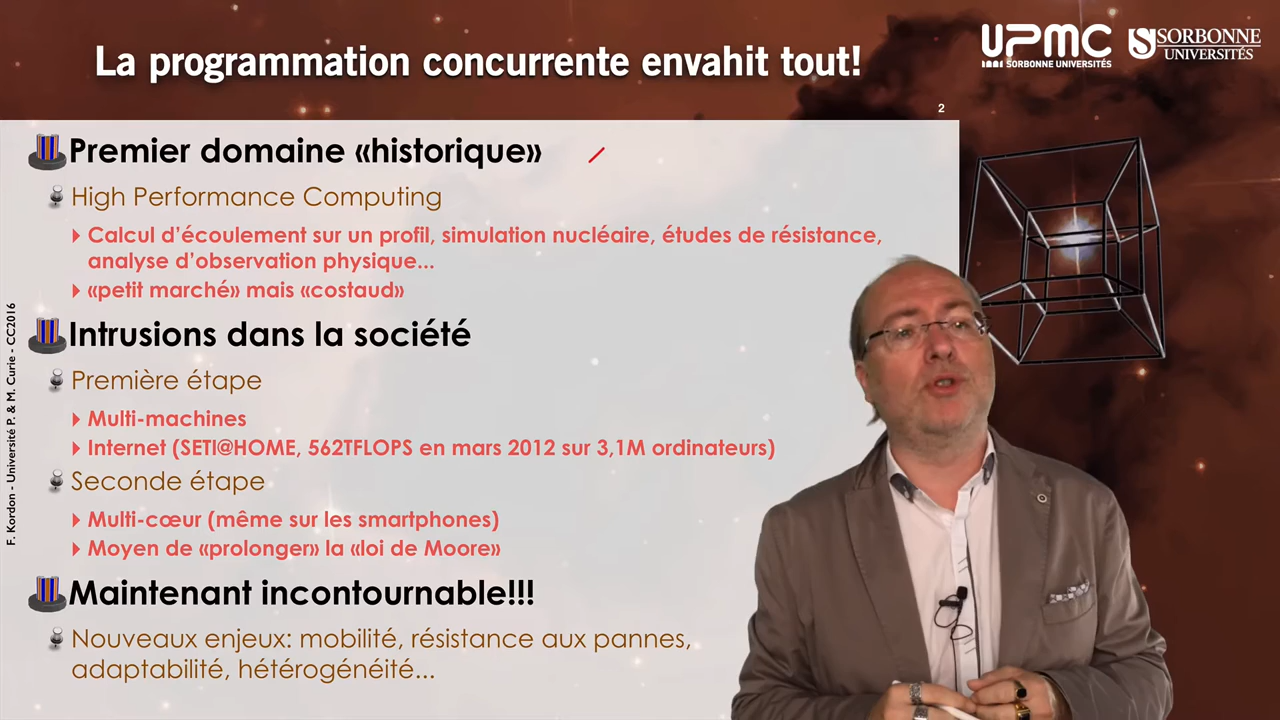 La programmation concurrente envahit tout!
UPMC
SORBONNE UNIVERSITÉS
SORBONNE
UNIVERSITÉS
2
Premier domaine «historique»
High Performance Computing
Calcul d’écoulement sur un profil, simulation nucléaire, études de résistance,
analyse d’observation physique...
«petit marché» mais «costaud»
Intrusions dans la société
Première étape
Multi-machines
Internet (SETI@HOME, 562TFLOPS en mars 2012 sur 3,1M ordinateurs)
Seconde étape
Multi-cœur (même sur les smartphones)
Moyen de «prolonger» la «loi de Moore»
Maintenant incontournable!!!
Nouveaux enjeux: mobilité, résistance aux pannes,
adaptabilité, hétérogénéité...
F. Kordon - Université P. & M. Curie - CC2016